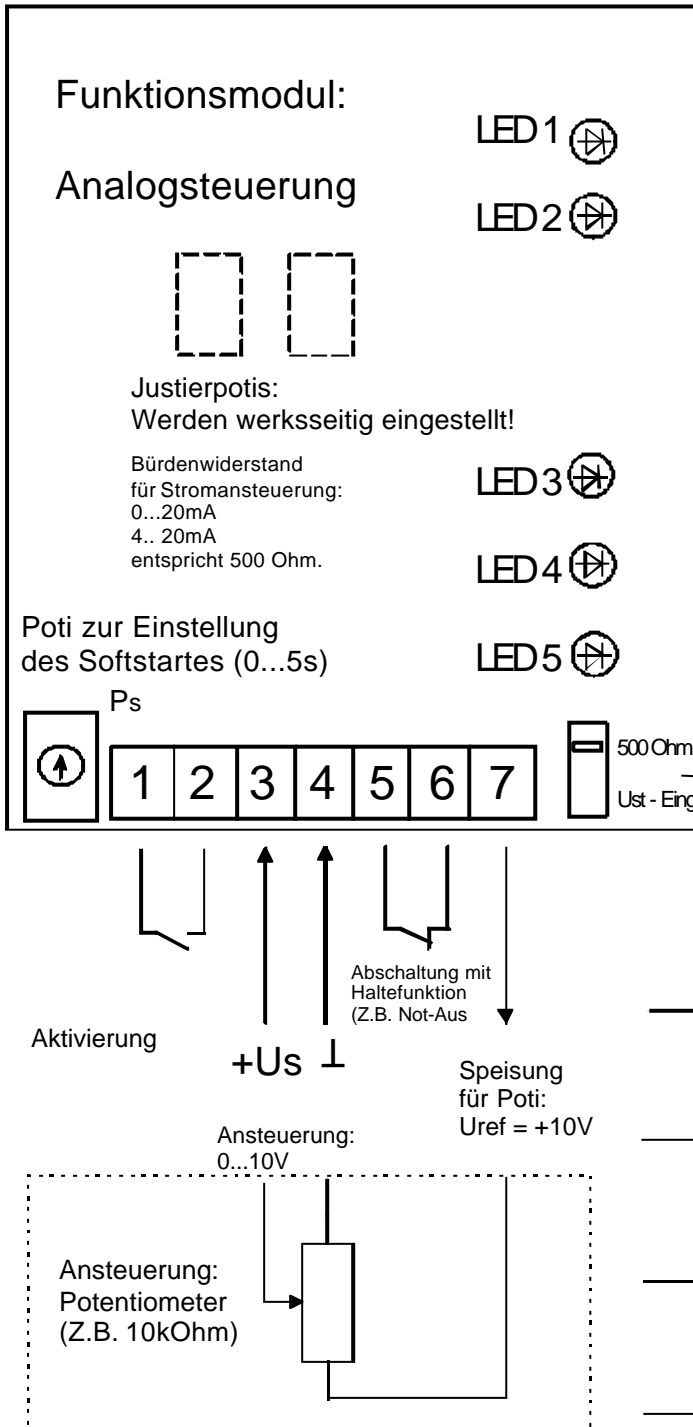 Funktionsmodul:
LED1
Analogsteuerung
LED2
Justierpotis:
Werden werksseitig eingestellt!
Bürdenwiderstand
für Stromansteuerung:
0...20mA
4.. 20mA
entspricht 500 Ohm.
LED3
LED4
Poti zur Einstellung
des Softstartes (0...5s)
LED5
Ps
1 2 3 4 5 6 7
500 Ohm
Ust - Eing
Abschaltung mit
Haltefunktion
(Z.B. Not-Aus
Aktivierung
+Us ⊥
Speisung
für Poti:
Uref = +10V
Ansteuerung:
0...10V
Ansteuerung:
Potentiometer
(Z.B. 10kOhm)